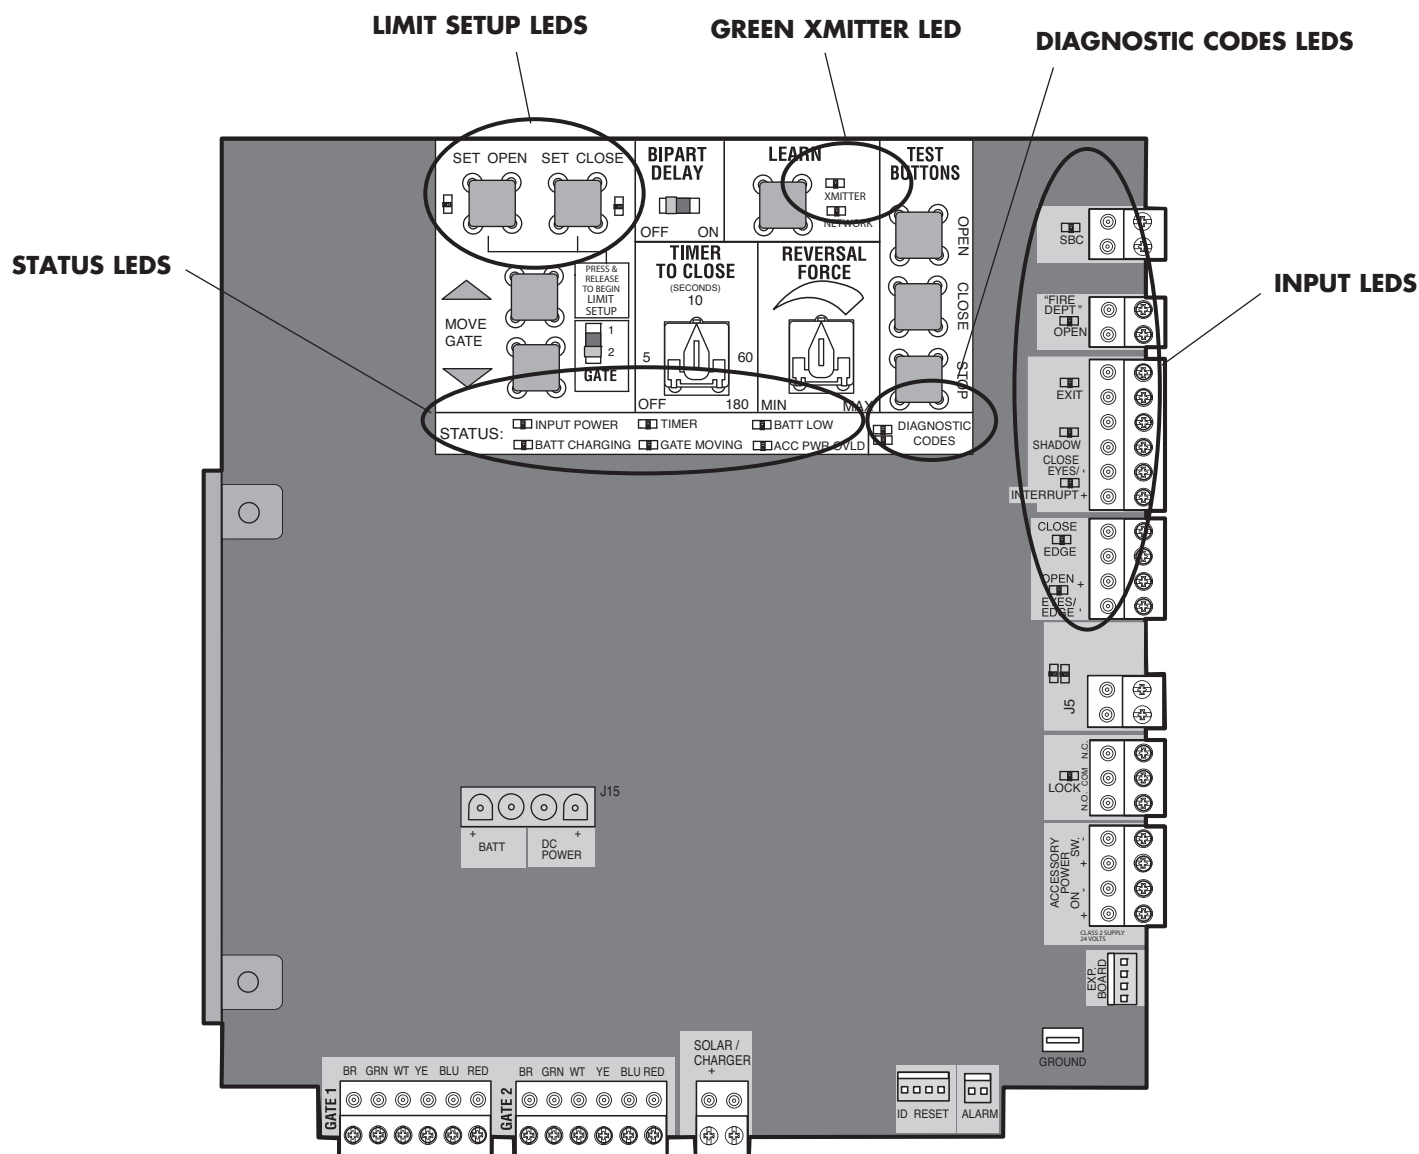 LIMIT SETUP LEDS
GREEN XMITTER LED
DIAGNOSTIC CODES LEDS
STATUS LEDS
INPUT LEDS
SET OPEN
SET CLOSE
BIPART
DELAY
OFF ON
LEARN
XMITTER
NETWORK
TEST
BUTTONS
OPEN
CLOSE
STOP
MOVE
GATE
PRESS &
RELEASE
TO BEGIN
LIMIT
SETUP
1
2
GATE
TIMER
TO CLOSE
(SECONDS)
10
5
60
OFF
180
REVERSAL
FORCE
MIN
MAX
STATUS:
INPUT POWER
TIMER
BATT LOW
BATT CHARGING
GATE MOVING
ACC PWR OVLD
DIAGNOSTIC
CODES
SBC
"FIRE
DEPT"
OPEN
EXIT
SHADOW
CLOSE
EYES/ -
INTERRUPT +
CLOSE
EDGE
OPEN +
EYES/
EDGE -
J5
LOCK
N.C.
COM
N.O.
ACCESSORY
POWER
SW. -
+
ON -
+
CLASS 2 SUPPLY
24 VOLTS
EXP.
BOARD
GROUND
J15
+ +
BATT
DC
POWER
GATE 1
BR GRN WT YE BLU RED
GATE 2
BR GRN WT YE BLU RED
SOLAR /
CHARGER
+
ID RESET
ALARM